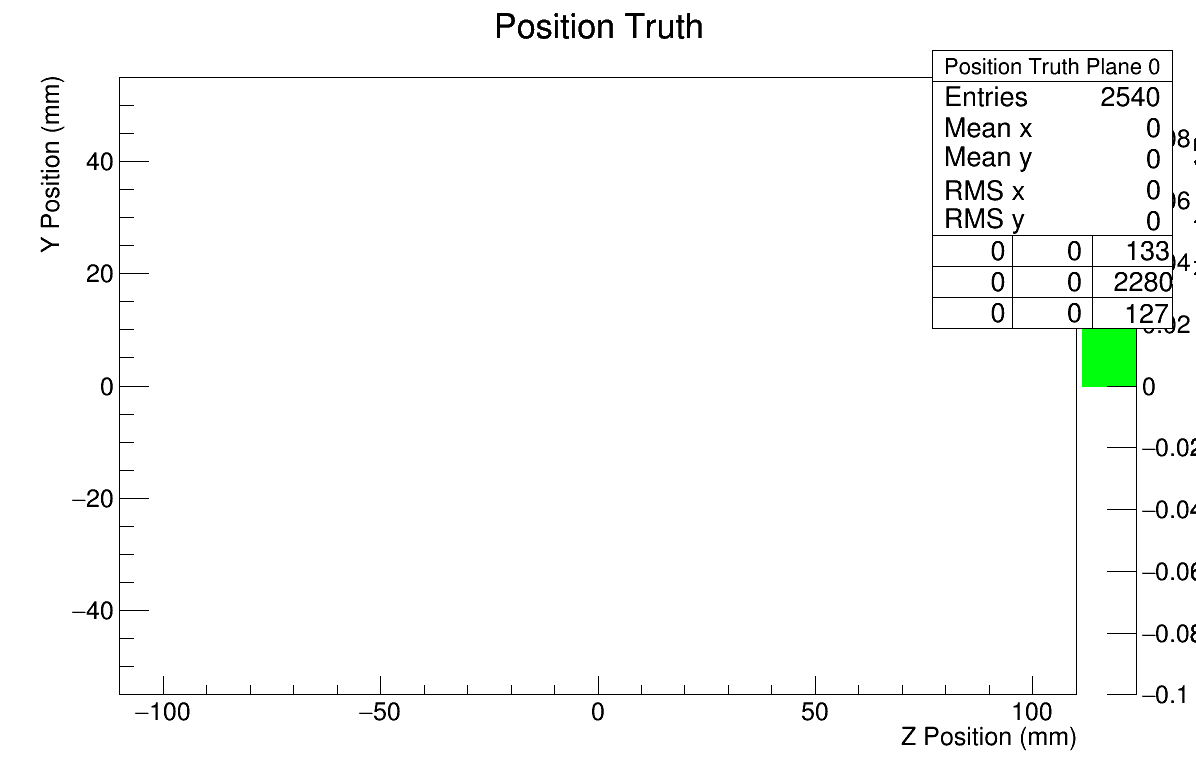 Position Truth
Position Truth Plane 0
Entries 2540
Mean x 0
Mean y 0
RMS x 0
RMS y 0
0 0 133
0 0 2280
0 0 127
Y Position (mm)
40
20
0
−20
−40
−100 −50 0 50 100
Z Position (mm)
0
−0.02
−0.04
−0.06
−0.08
−0.1